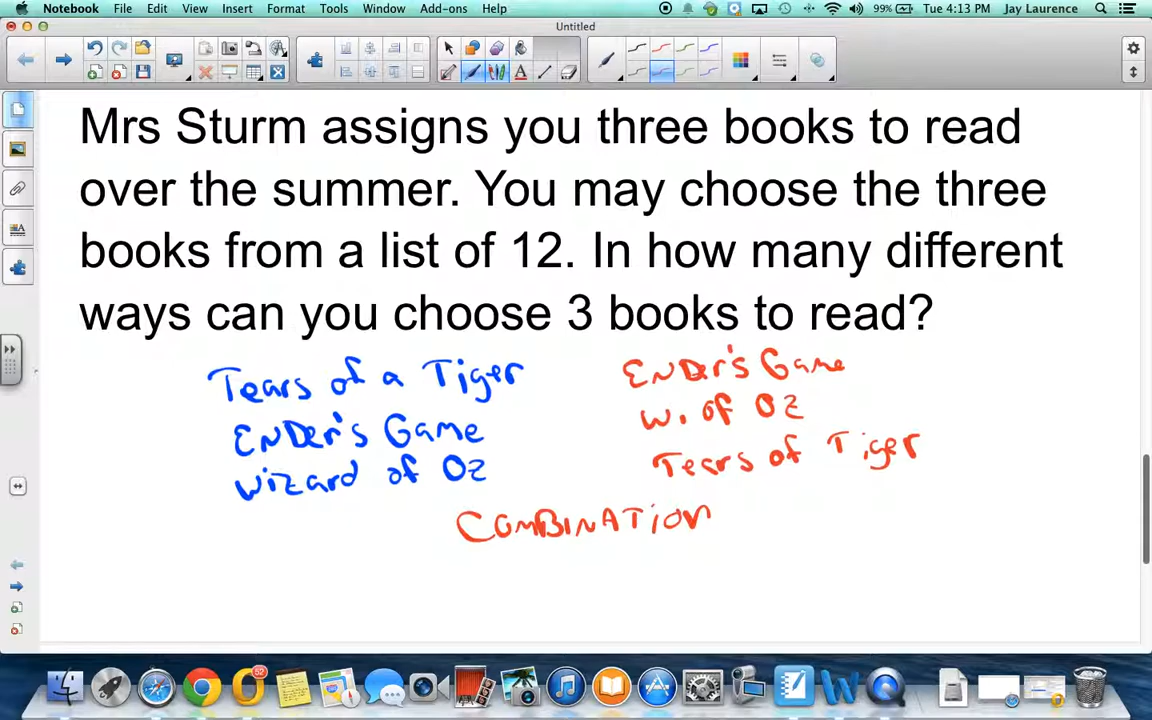 Notebook File Edit View Insert Format Tools Window Add-ons Help 99% Tue 4:13 PM Jay Laurence
Untitled
Mrs Sturm assigns you three books to read
over the summer. You may choose the three
books from a list of 12. In how many different
ways can you choose 3 books to read?
Tears of a Tiger
ENDer's Game
wizard of Oz
ENDer's Game
W. of Oz
Tears of Tiger
COMBINATion
52